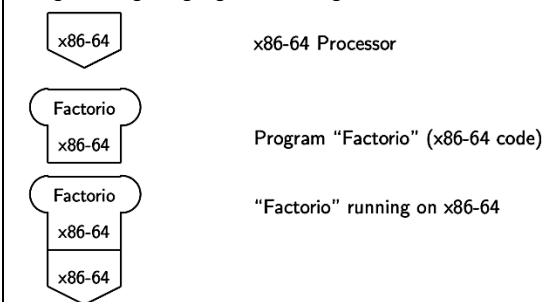 x86-64
x86-64 Processor
Factorio
x86-64
Program “Factorio” (x86-64 code)
Factorio
x86-64
“Factorio” running on x86-64
x86-64